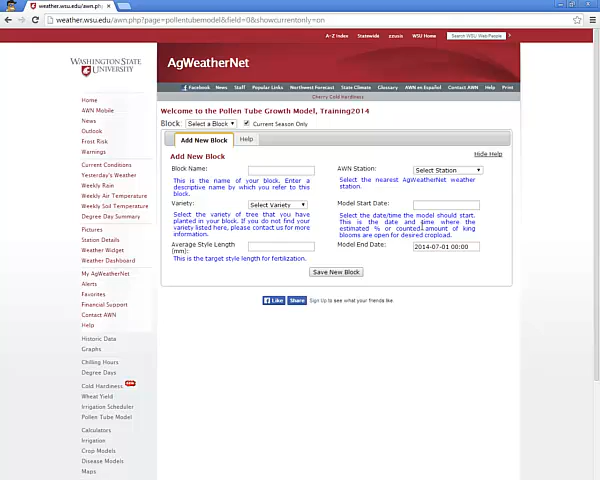 weather.wsu.edu/awn.ph
weather.wsu.edu/awn.php?page=pollentubemodel&field=0&showcurrentonly=on
A-Z Index Statewide zzusis WSU Home Search WSU Web/People
WASHINGTON STATE
UNIVERSITY
AgWeatherNet
Facebook News Staff Popular Links Northwest Forecast State Climate Glossary AWN en Español Contact AWN Help Print
Cherry Cold Hardiness
Home
AWN Mobile
News
Outlook
Frost Risk
Warnings
Current Conditions
Yesterday's Weather
Weekly Rain
Weekly Air Temperature
Weekly Soil Temperature
Degree Day Summary
Pictures
Station Details
Weather Widget
Weather Dashboard
My AgWeatherNet
Alerts
Favorites
Financial Support
Contact AWN
Help
Historic Data
Graphs
Chilling Hours
Degree Days
Cold Hardiness
Wheat Yield
Irrigation Scheduler
Pollen Tube Model
Calculators
Irrigation
Crop Models
Disease Models
Maps
Welcome to the Pollen Tube Growth Model, Training2014
Block: Select a Block Current Season Only
Add New Block Help
Add New Block
Hide Help
Block Name:
This is the name of your block. Enter a
descriptive name by which you refer to this
block.
Variety: Select Variety
Select the variety of tree that you have
planted in your block. If you do not find your
variety listed here, please contact us for more
information.
Average Style Length
(mm):
This is the target style length for fertilization.
AWN Station: Select Station
Select the nearest AgWeatherNet weather
station.
Model Start Date:
Select the date/time the model should start.
This is the date and time where the
estimated % or counted amount of king
blooms are open for desired cropload.
Model End Date: 2014-07-01 00:00
Save New Block
Like Share Sign Up to see what your friends like.